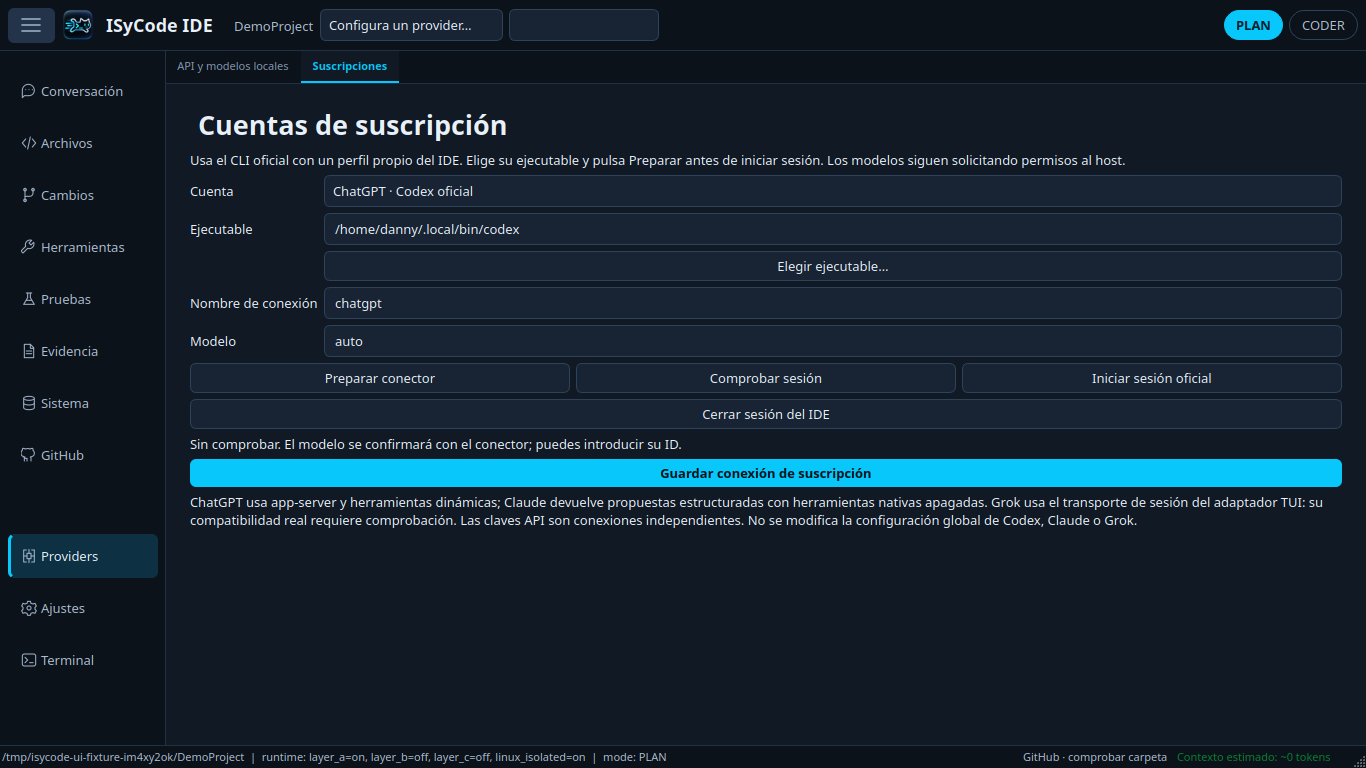 ISyCode IDE
DemoProject
Configura un provider...
PLAN
CODER
API y modelos locales
Suscripciones
Conversación
Archivos
Cambios
Herramientas
Pruebas
Evidencia
Sistema
GitHub
Providers
Ajustes
Terminal
Cuentas de suscripción
Usa el CLI oficial con un perfil propio del IDE. Elige su ejecutable y pulsa Preparar antes de iniciar sesión. Los modelos siguen solicitando permisos al host.
Cuenta
ChatGPT · Codex oficial
Ejecutable
/home/danny/.local/bin/codex
Elegir ejecutable...
Nombre de conexión
chatgpt
Modelo
auto
Preparar conector
Comprobar sesión
Iniciar sesión oficial
Cerrar sesión del IDE
Sin comprobar. El modelo se confirmará con el conector; puedes introducir su ID.
Guardar conexión de suscripción
ChatGPT usa app-server y herramientas dinámicas; Claude devuelve propuestas estructuradas con herramientas nativas apagadas. Grok usa el transporte de sesión del adaptador TUI: su
compatibilidad real requiere comprobación. Las claves API son conexiones independientes. No se modifica la configuración global de Codex, Claude o Grok.
/tmp/isycode-ui-fixture-im4xy2ok/DemoProject | runtime: layer_a=on, layer_b=off, layer_c=off, linux_isolated=on | mode: PLAN
GitHub · comprobar carpeta
Contexto estimado: ~0 tokens